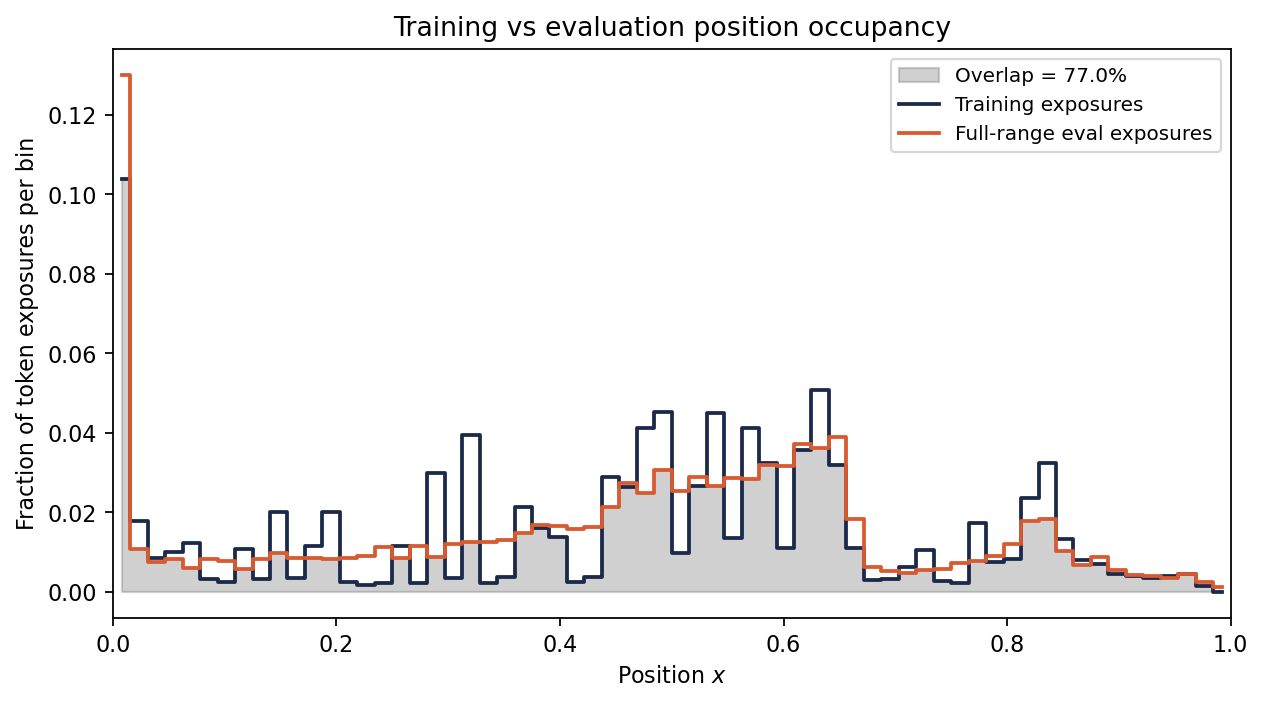 Training vs evaluation position occupancy
Overlap = 77.0%
Training exposures
Full-range eval exposures
Fraction of token exposures per bin
0.12
0.10
0.08
0.06
0.04
0.02
0.00
0.0 0.2 0.4 0.6 0.8 1.0
Position x